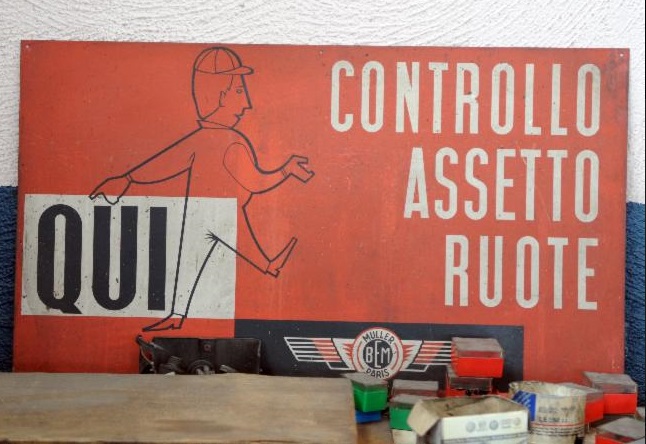 CONTROLLO
ASSETTO
RUOTE
QUI
MULLER
BEM
PARIS